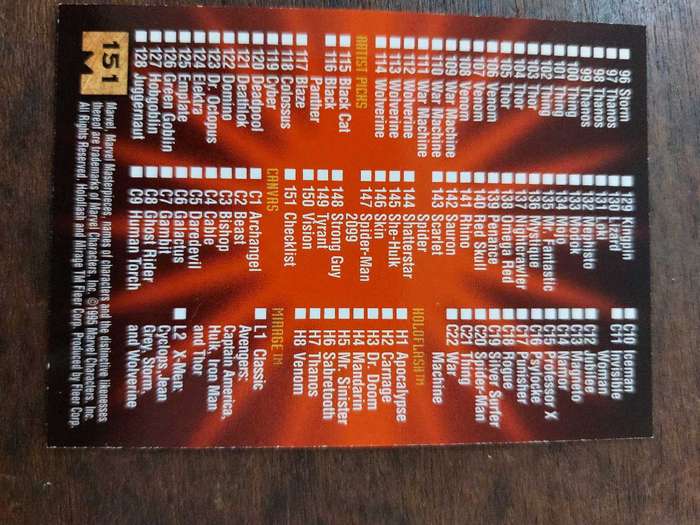 96 Storm
97 Thanos
98 Thanos
99 Thanos
100 Thing
101 Thing
102 Thing
103 Thor
104 Thor
105 Thor
106 Venom
107 Venom
108 Venom
109 War Machine
110 War Machine
111 War Machine
112 Wolverine
113 Wolverine
114 Wolverine
ARTIST PICKS
115 Black Cat
116 Black
Panther
117 Blaze
118 Colossus
119 Cyber
120 Deadpool
121 Deathlok
122 Domino
123 Dr. Octopus
124 Elektra
125 Emplate
126 Green Goblin
127 Hobgoblin
128 Juggernaut
129 Kingpin
130 Lizard
131 Loki
132 Mephisto
133
134 Mojo
135 Mr. Fantastic
136 Mystique
137 Nightcrawler
138 Omega Red
139 Penance
140 Red Skull
141 Rhino
142 Sauron
143 Scarlet
Spider
144 Shatterstar
145 She-Hulk
146 Skin
147 Spider-Man
2099
148 Strong Guy
149 Tyrant
150 Vision
151 Checklist
CANVAS
C1 Archangel
C2 Beast
C3 Bishop
C4 Cable
C5 Daredevil
C6 Galactus
C7 Gambit
C8 Ghost Rider
C9 Human Torch
C10 Iceman
C11 Invisible
Woman
C12 Jubilee
C13 Magneto
C14 Namor
C15 Professor X
C16 Psylocke
C17 Punisher
C18 Rogue
C19 Silver Surfer
C20 Spider-Man
C21 Thing
C22 War
Machine
HOLOFLASH™
H1 Apocalypse
H2 Carnage
H3 Dr. Doom
H4 Mandarin
H5 Mr. Sinister
H6 Sabretooth
H7 Thanos
H8 Venom
MIRAGE™
L1 Classic
Avengers:
Captain America,
Hulk, Iron Man
and Thor
L2 X-Men:
Cyclops, Jean
Grey, Storm,
and Wolverine
151
Marvel, Marvel Masterpieces, names of characters and the distinctive likenesses
thereof are trademarks of Marvel Characters, Inc. ©1995 Marvel Characters, Inc.
All Rights Reserved. Holoflash and Mirage TM Fleer Corp. Produced by Fleer Corp.